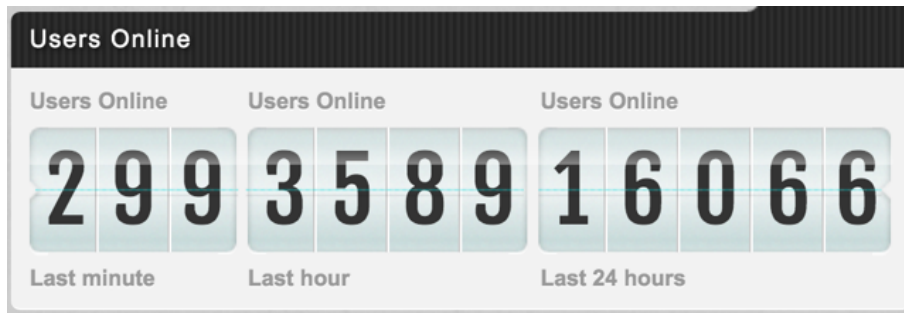 Users Online
Users Online Users Online Users Online
299 3589 16066
Last minute Last hour Last 24 hours